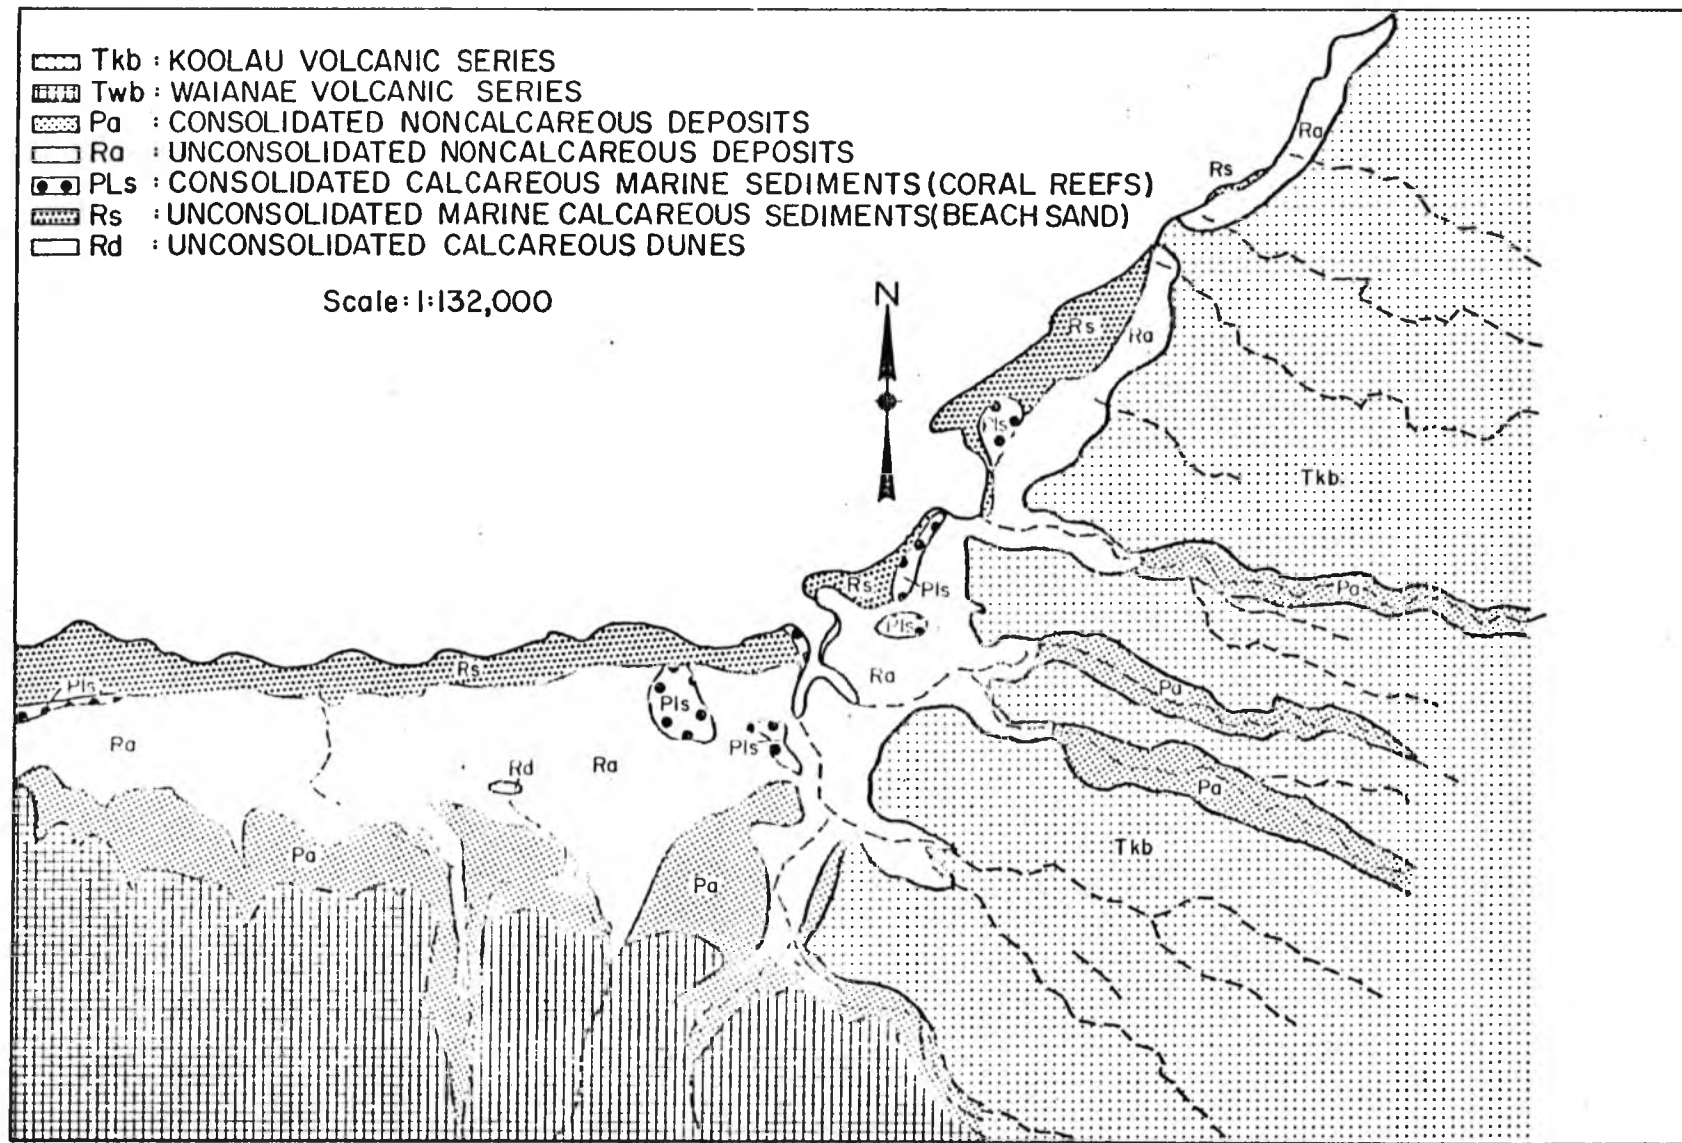 Tkb : KOOLAU VOLCANIC SERIES
Twb : WAIANAE VOLCANIC SERIES
Pa : CONSOLIDATED NONCALCAREOUS DEPOSITS
Ra : UNCONSOLIDATED NONCALCAREOUS DEPOSITS
PLs : CONSOLIDATED CALCAREOUS MARINE SEDIMENTS (CORAL REEFS)
Rs : UNCONSOLIDATED MARINE CALCAREOUS SEDIMENTS (BEACH SAND)
Rd : UNCONSOLIDATED CALCAREOUS DUNES
Scale: 1:132,000
N
Ra
Rs
Rs
Ra
Pls
Tkb
Rs
Pls
Pa
Pls
Rs
Ra
Pls
Pa
Pls
Pa
Pls
Rd
Ra
Pa
Tkb
Pa
Pa